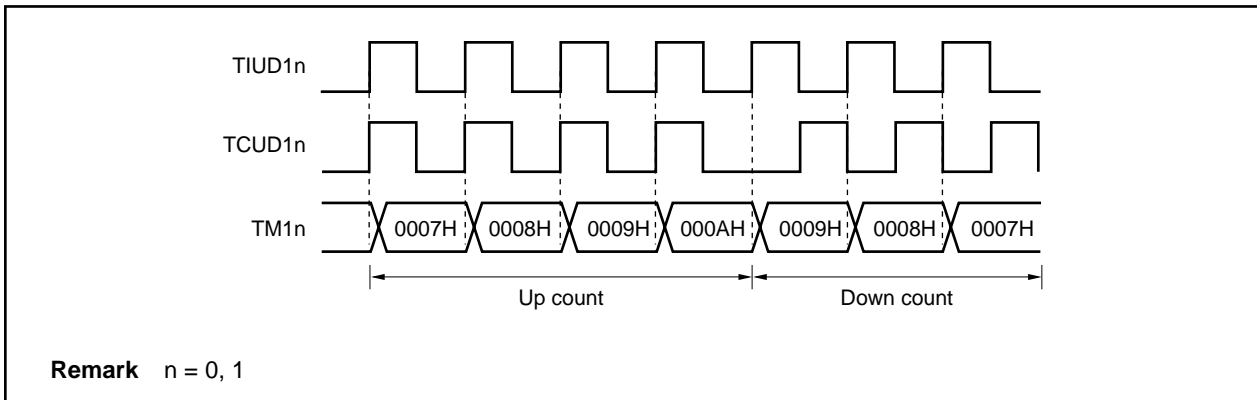 TIUD1n
TCUD1n
TM1n 0007H 0008H 0009H 000AH 0009H 0008H 0007H
Up count Down count
Remark n = 0, 1